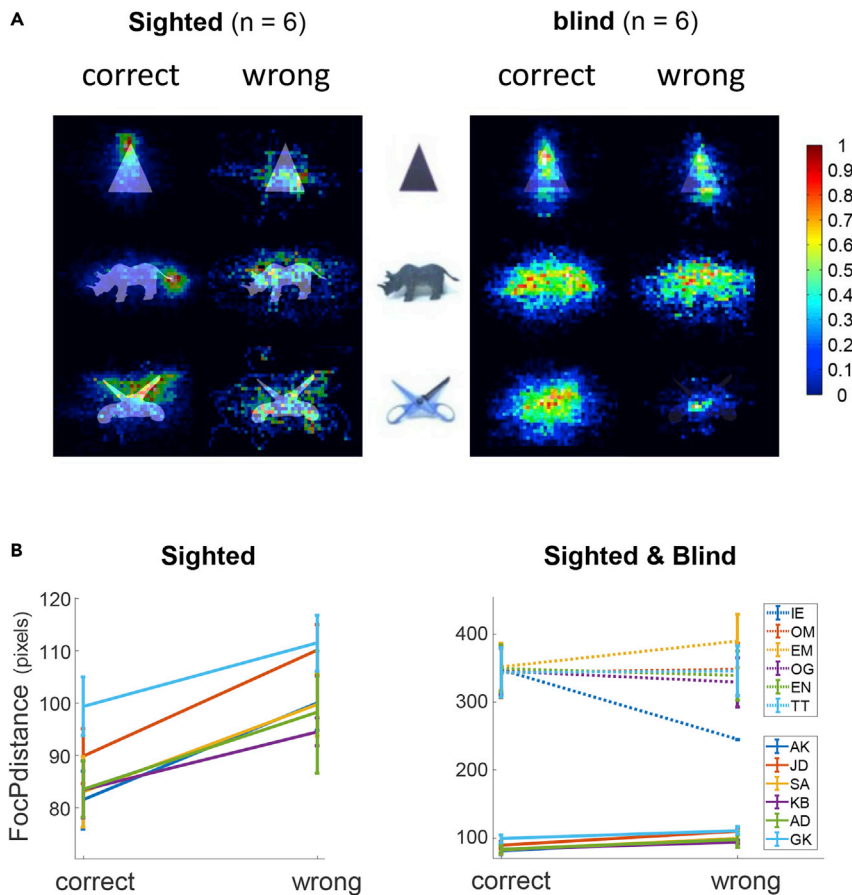 A
Sighted (n = 6)
blind (n = 6)
correct
wrong
correct
wrong
1
0.9
0.8
0.7
0.6
0.5
0.4
0.3
0.2
0.1
0
B
Sighted
Sighted & Blind
FocPdistance (pixels)
120
110
100
90
80
correct
wrong
400
300
200
100
correct
wrong
IE
OM
EM
OG
EN
TT
AK
JD
SA
KB
AD
GK